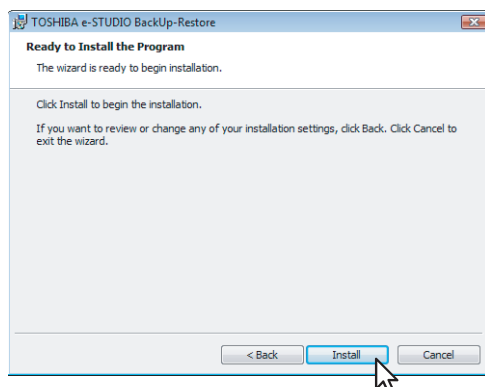 TOSHIBA e-STUDIO BackUp-Restore
Ready to Install the Program
The wizard is ready to begin installation.
Click Install to begin the installation.
If you want to review or change any of your installation settings, click Back. Click Cancel to
exit the wizard.
< Back Install Cancel